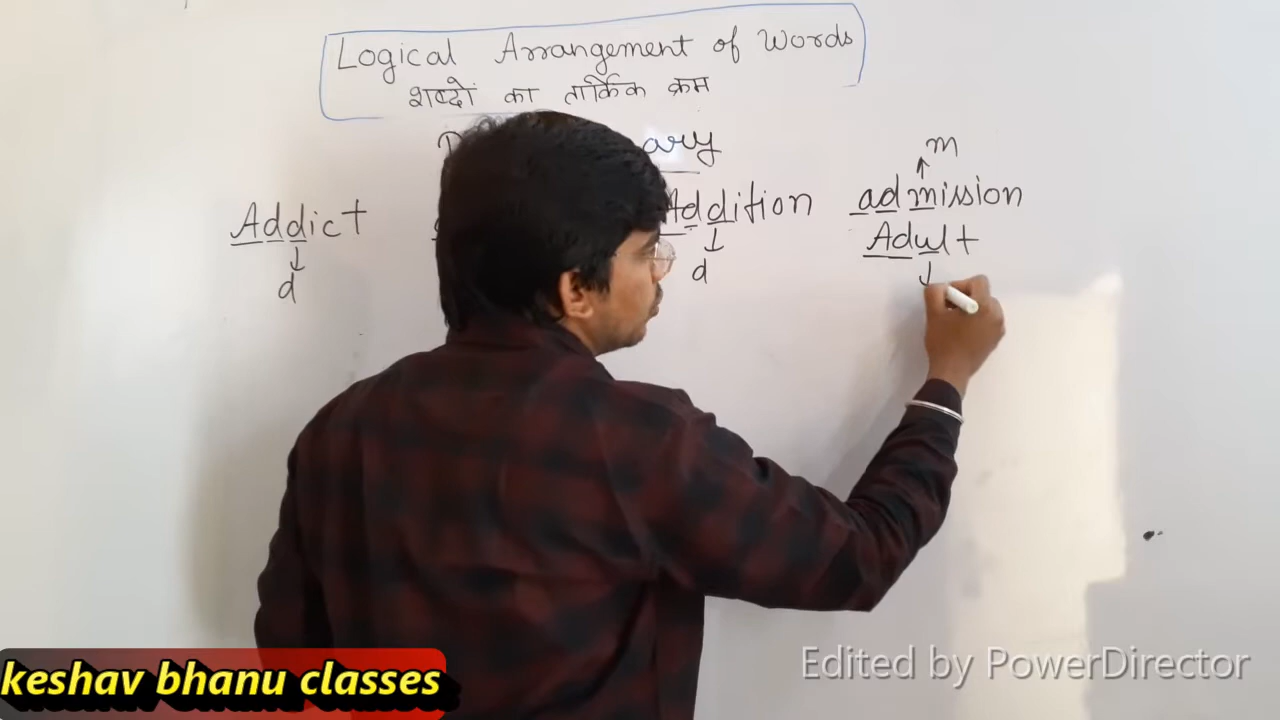 Logical Arrangement of Words
शब्दों का तार्किक क्रम
m
Addict Addition admission
Adult
d d
keshav bhanu classes
Edited by PowerDirector